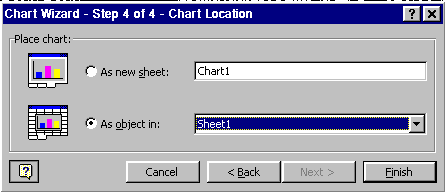 Chart Wizard - Step 4 of 4 - Chart Location
Place chart:
As new sheet: Chart1
As object in: Sheet1
Cancel < Back Next > Finish